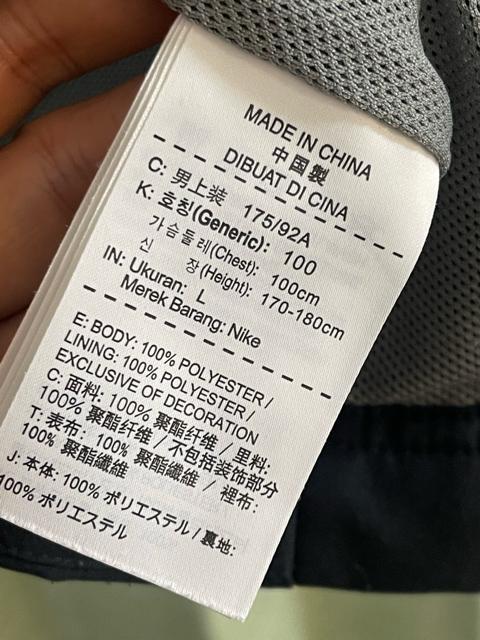 MADE IN CHINA
中國製
DIBUAT DI CINA
C: 男上装 175/92A
K: 호칭(Generic): 100
가슴둘레(Chest): 100cm
신 장(Height): 170-180cm
IN: Ukuran: L
Merek Barang: Nike
E: BODY: 100% POLYESTER /
LINING: 100% POLYESTER /
EXCLUSIVE OF DECORATION
C: 面料: 100% 聚酯纤维 / 里料:
100% 聚酯纤维 / 不包括装饰部分
T: 表布: 100% 聚酯纖維 / 裡布:
100% 聚酯纖維
J: 本体: 100% ポリエステル / 裏地:
100% ポリエステル